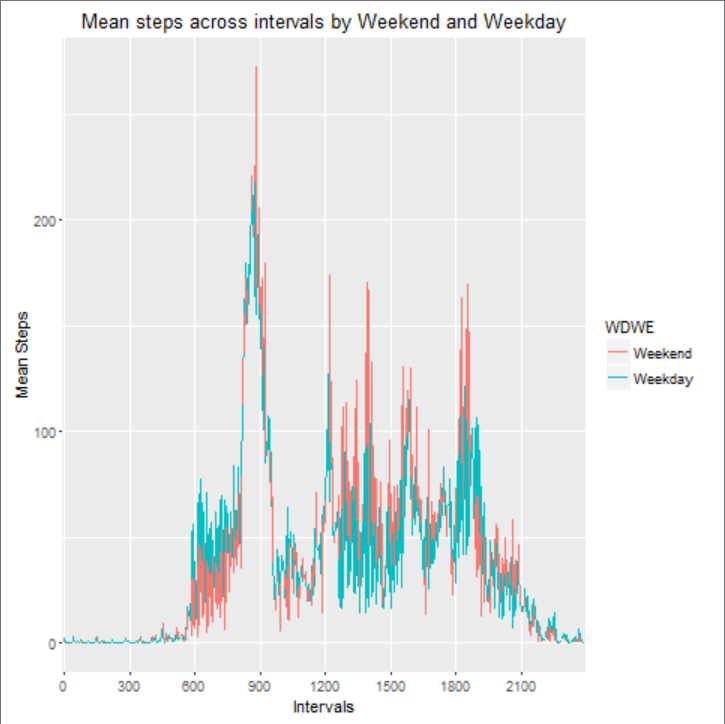 Mean steps across intervals by Weekend and Weekday
200
100
0
Mean Steps
0 300 600 900 1200 1500 1800 2100
Intervals
WDWE
Weekend
Weekday